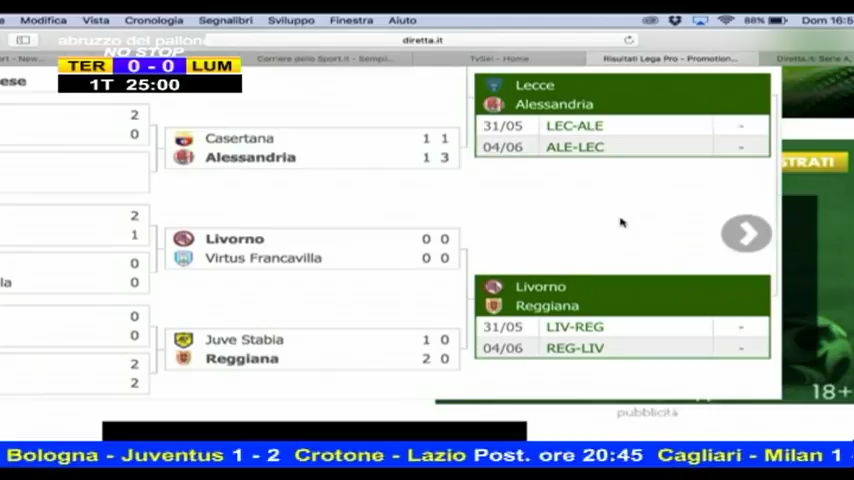 Modifica Vista Cronologia Segnalibri Sviluppo Finestra Aiuto 88% Dom 16:5
abruzzo del pallone
diretta.it
NO STOP
Corriere dello Sport.it - Sempli... TvSei - Home Risultati Lega Pro - Promotion... Diretta.it: Serie A,
TER 0 - 0 LUM
1T 25:00
ese
2
0
Casertana 1 1
Alessandria 1 3
Lecce
Alessandria
31/05 LEC-ALE -
04/06 ALE-LEC -
STRATI
2
1
Livorno 0 0
Virtus Francavilla 0 0
0
la 0
Livorno
Reggiana
31/05 LIV-REG -
04/06 REG-LIV -
0
0
Juve Stabia 1 0
Reggiana 2 0
2
2
18+
pubblicità
Bologna - Juventus 1 - 2 Crotone - Lazio Post. ore 20:45 Cagliari - Milan 1 -